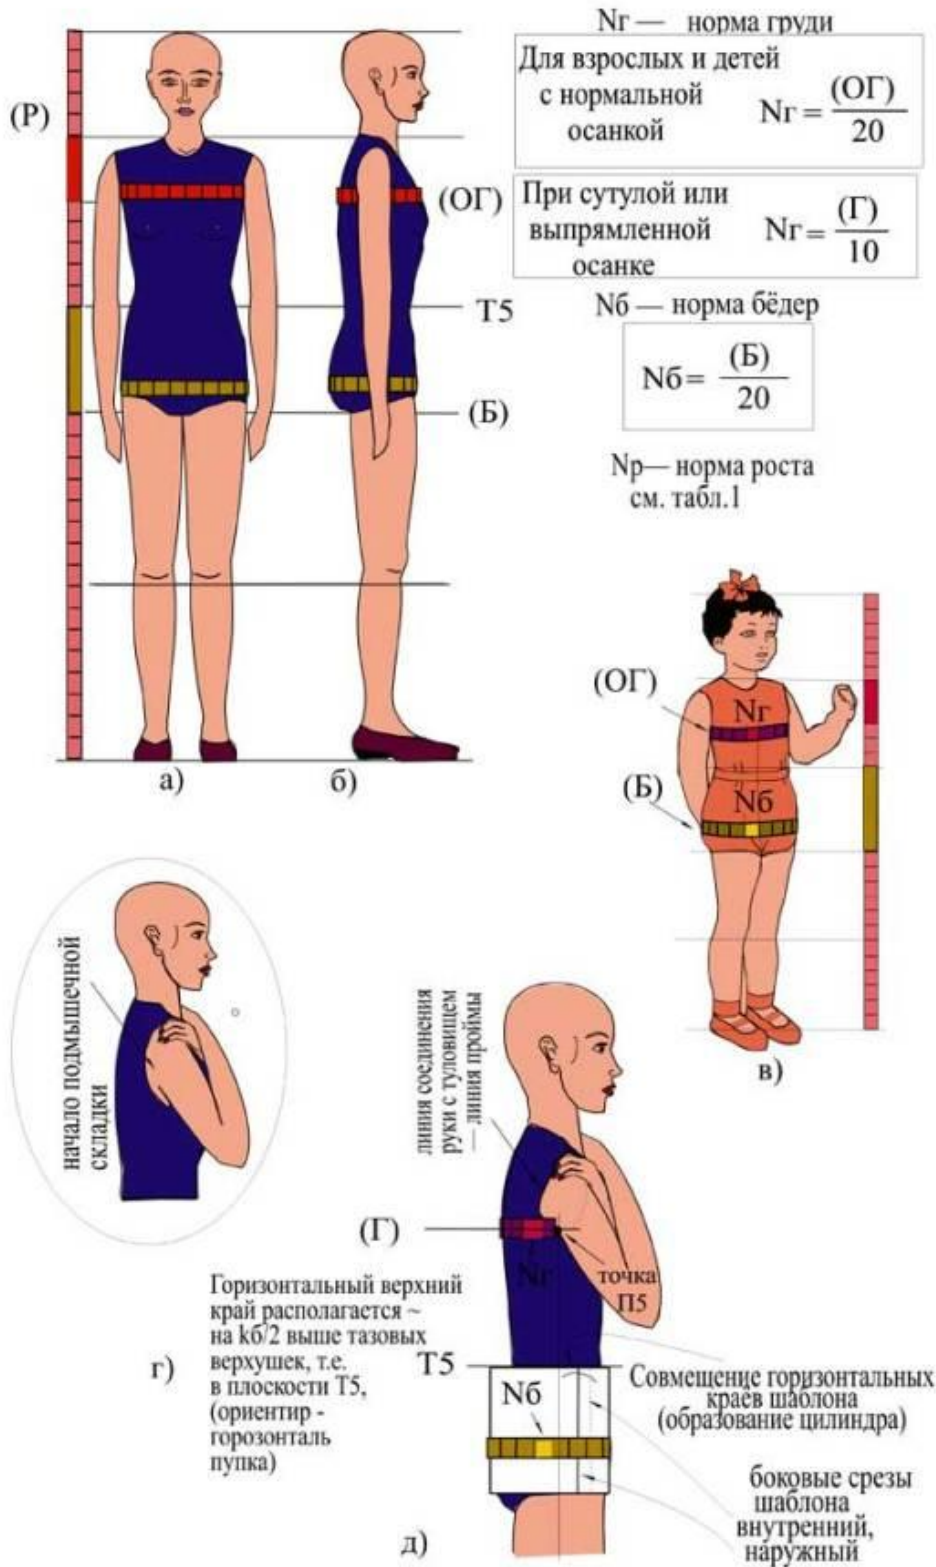 Nг — норма груди
Для взрослых и детей
с нормальной
осанкой
Nг = (ОГ)
20
(Р)
(ОГ)
При сутулой или
выпрямленной
осанке
Nг= (Г)
10
Т5
Nб — норма бёдер
Nб= (Б)
20
(Б)
Nр— норма роста
см. табл.1
а)
б)
(ОГ)
Nг
(Б)
Nб
в)
начало подмышечной
складки
линия соединения
руки с туловищем
— линия проймы
(Г)
Nг
точка
П5
Горизонтальный верхний
край располагается ~
на kб/2 выше тазовых
верхушек, т.е.
в плоскости Т5,
(ориентир -
горозонталь
пупка)
г)
Т5
Nб
Совмещение горизонтальных
краёв шаблона
(образование цилиндра)
боковые срезы
шаблона
внутренний,
наружный
д)